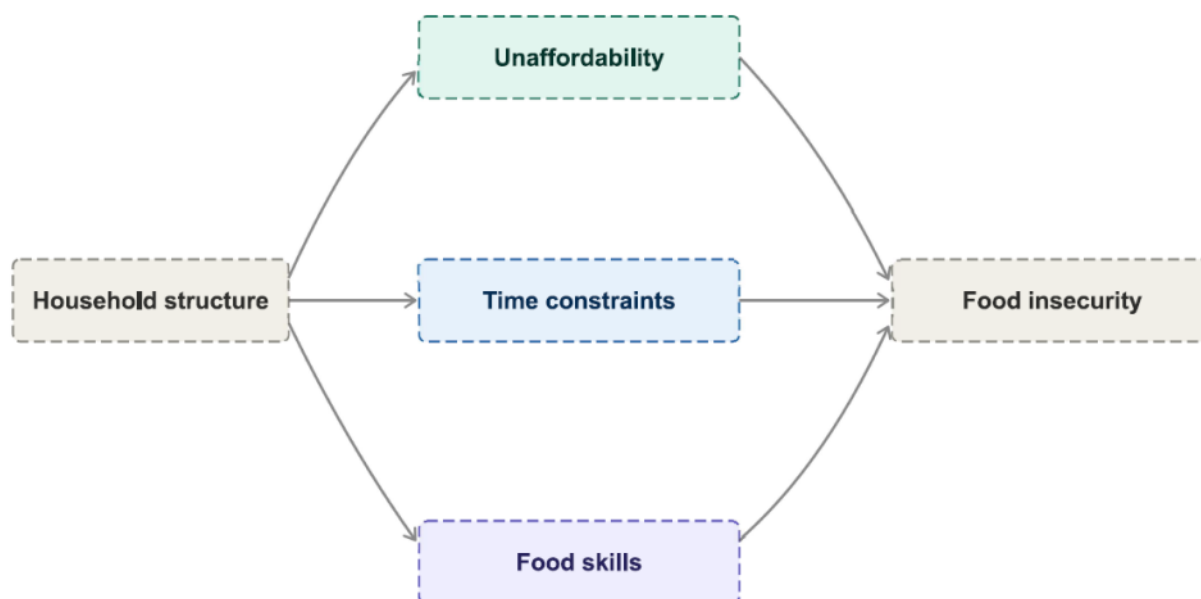 Unaffordability
Household structure
Time constraints
Food insecurity
Food skills